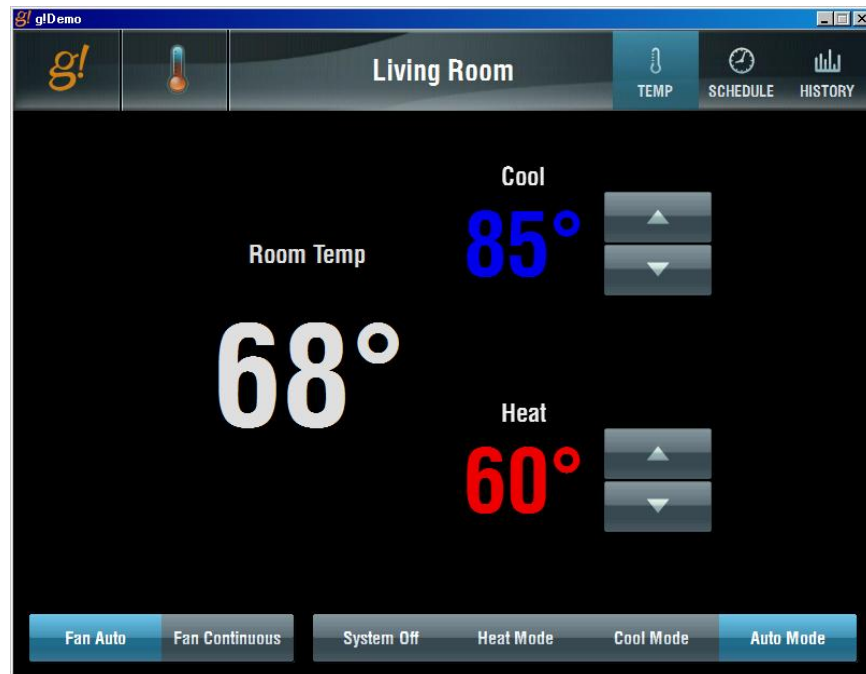 g! g!Demo
g! Living Room TEMP SCHEDULE HISTORY
Cool
85°
Room Temp
68°
Heat
60°
Fan Auto Fan Continuous System Off Heat Mode Cool Mode Auto Mode